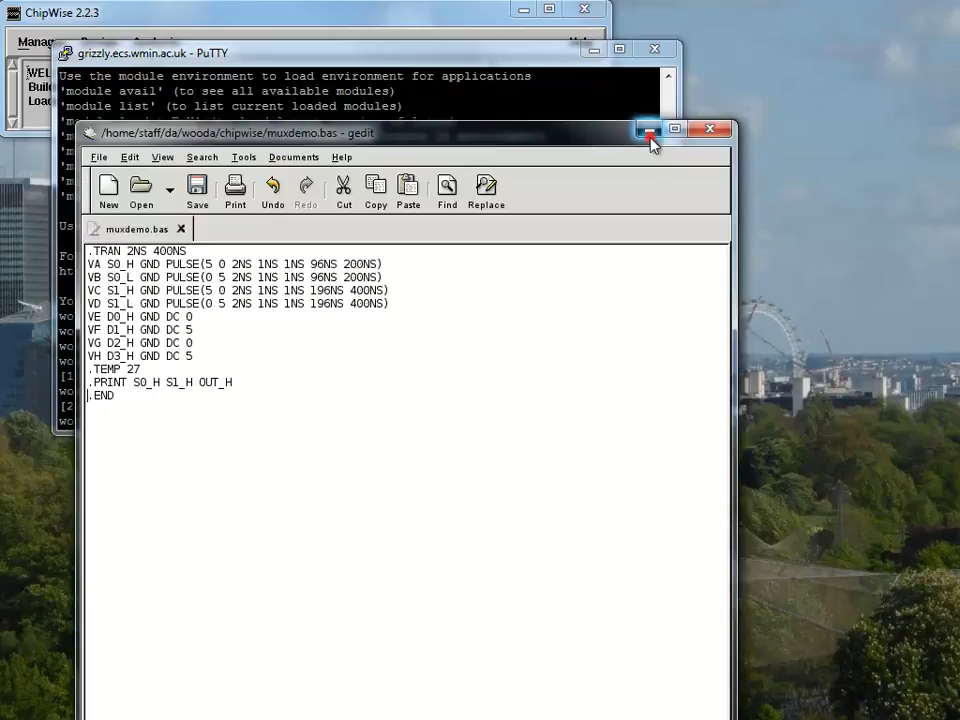 ChipWise 2.2.3
Manag
WEL
Buil
Loa
grizzly.ecs.wmin.ac.uk - PuTTY
Use the module environment to load environment for applications
'module avail' (to see all available modules)
'module list' (to list current loaded modules)
/home/staff/da/wooda/chipwise/muxdemo.bas - gedit
File Edit View Search Tools Documents Help
New Open Save Print Undo Redo Cut Copy Paste Find Replace
muxdemo.bas
.TRAN 2NS 400NS
VA S0_H GND PULSE(5 0 2NS 1NS 1NS 96NS 200NS)
VB S0_L GND PULSE(0 5 2NS 1NS 1NS 96NS 200NS)
VC S1_H GND PULSE(5 0 2NS 1NS 1NS 196NS 400NS)
VD S1_L GND PULSE(0 5 2NS 1NS 1NS 196NS 400NS)
VE D0_H GND DC 0
VF D1_H GND DC 5
VG D2_H GND DC 0
VH D3_H GND DC 5
.TEMP 27
.PRINT S0_H S1_H OUT_H
.END